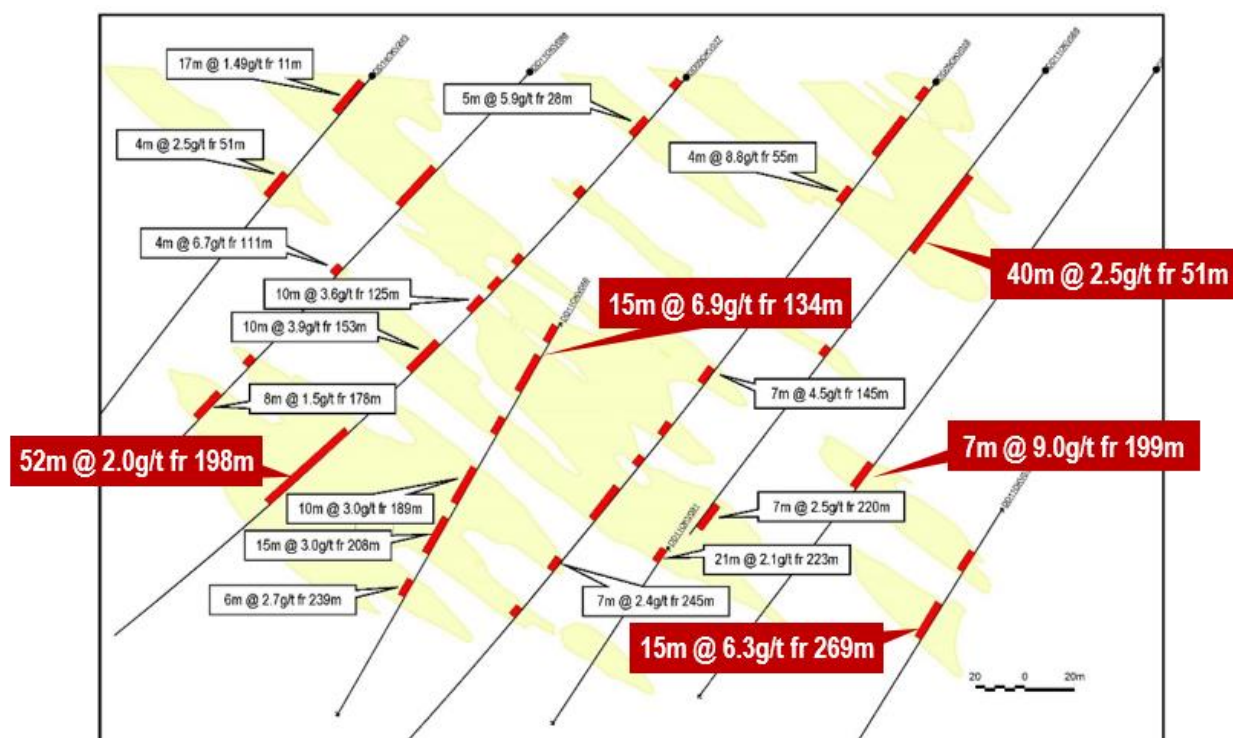 17m @ 1.49g/t fr 11m
5m @ 5.9g/t fr 28m
4m @ 2.5g/t fr 51m
4m @ 8.8g/t fr 55m
4m @ 6.7g/t fr 111m
40m @ 2.5g/t fr 51m
10m @ 3.6g/t fr 125m
15m @ 6.9g/t fr 134m
10m @ 3.9g/t fr 153m
8m @ 1.5g/t fr 178m
7m @ 4.5g/t fr 145m
52m @ 2.0g/t fr 198m
7m @ 9.0g/t fr 199m
10m @ 3.0g/t fr 189m
7m @ 2.5g/t fr 220m
15m @ 3.0g/t fr 208m
21m @ 2.1g/t fr 223m
6m @ 2.7g/t fr 239m
7m @ 2.4g/t fr 245m
15m @ 6.3g/t fr 269m
20 0 20m